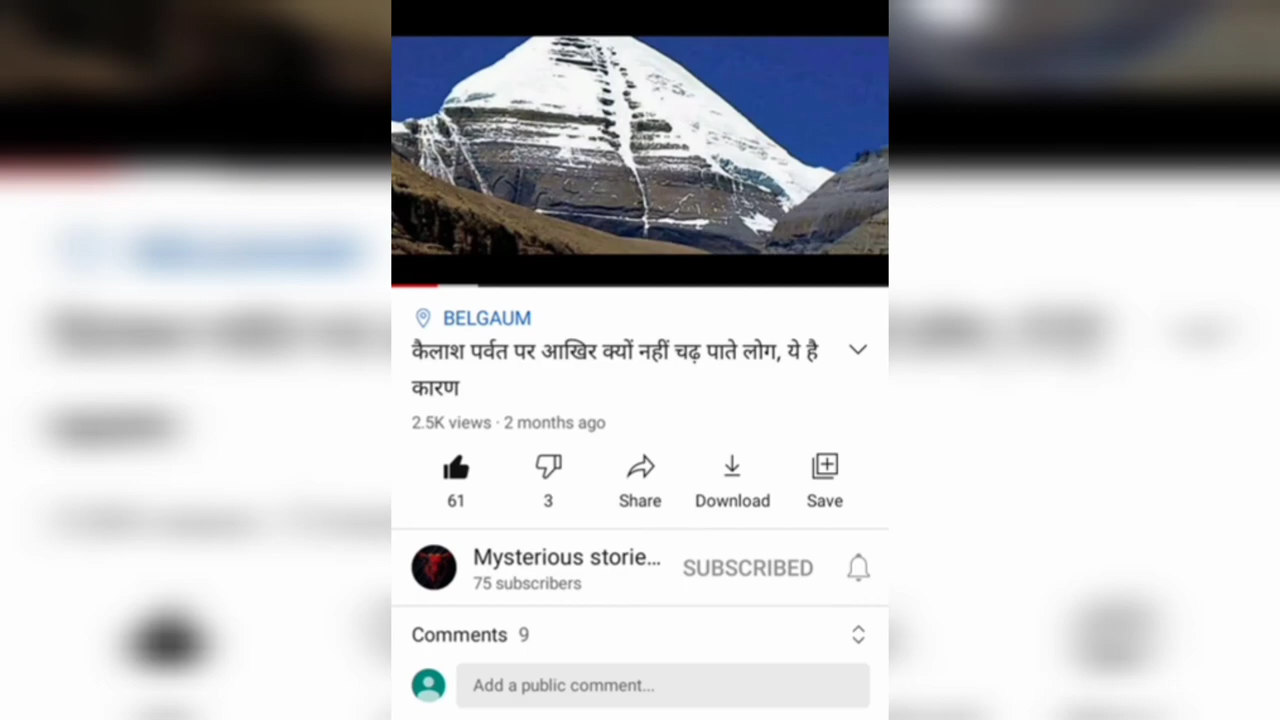 BELGAUM
कैलाश पर्वत पर आखिर क्यों नहीं चढ़ पाते लोग, ये है
कारण
2.5K views · 2 months ago
61
3
Share
Download
Save
Mysterious storie...
SUBSCRIBED
75 subscribers
Comments 9
Add a public comment...